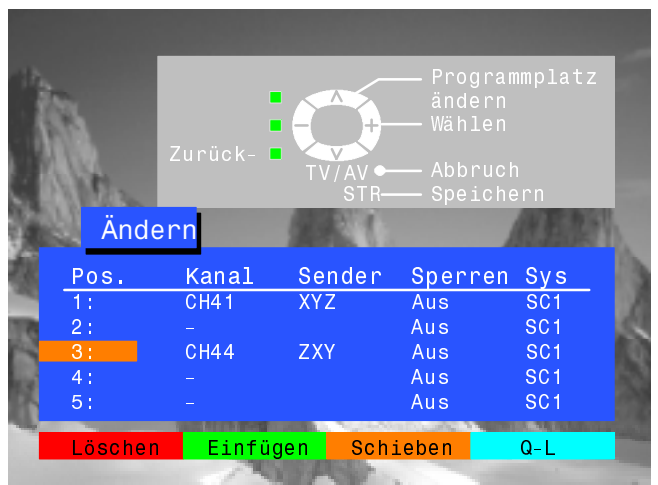 Programmplatz
ändern
Wählen
Zurück-
TV/AV Abbruch
STR Speichern
Ändern
Pos. Kanal Sender Sperren Sys
1: CH41 XYZ Aus SC1
2: - Aus SC1
3: CH44 ZXY Aus SC1
4: - Aus SC1
5: - Aus SC1
Löschen Einfügen Schieben Q-L